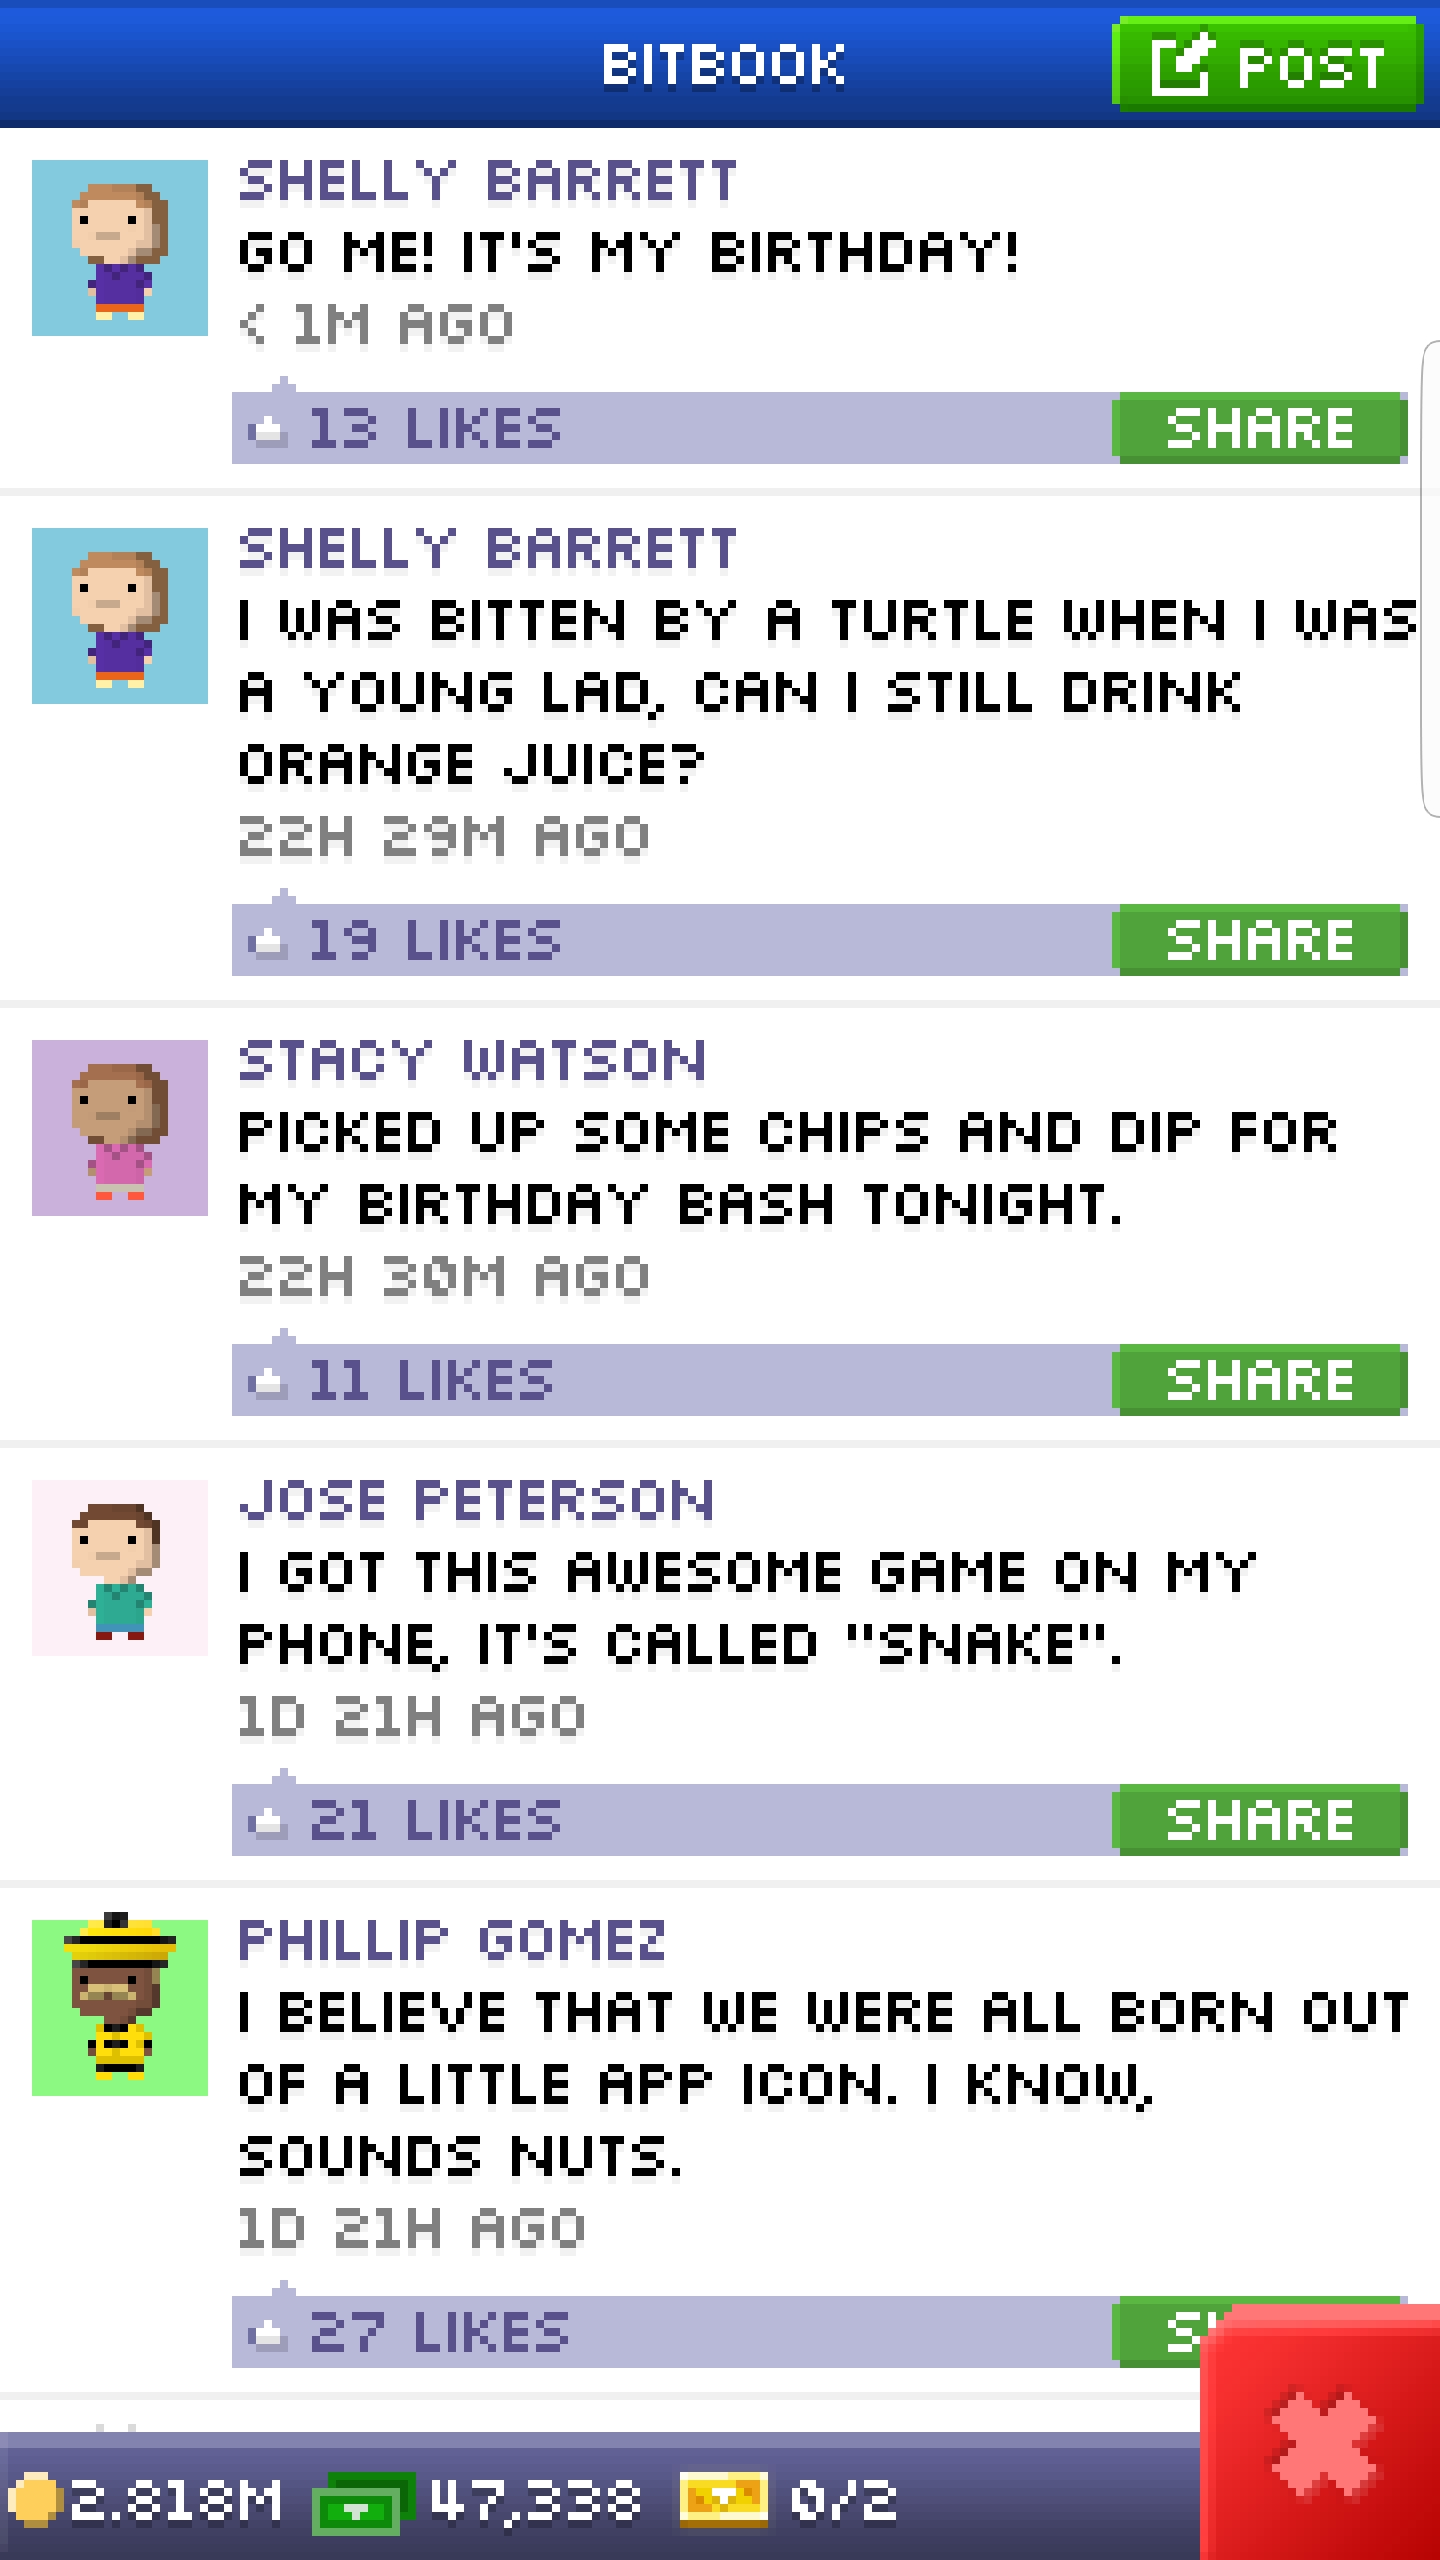 BITBOOK
POST
SHELLY BARRETT
GO ME! IT'S MY BIRTHDAY!
< 1M AGO
13 LIKES
SHARE
SHELLY BARRETT
I WAS BITTEN BY A TURTLE WHEN I WAS
A YOUNG LAD, CAN I STILL DRINK
ORANGE JUICE?
22H 29M AGO
19 LIKES
SHARE
STACY WATSON
PICKED UP SOME CHIPS AND DIP FOR
MY BIRTHDAY BASH TONIGHT.
22H 30M AGO
11 LIKES
SHARE
JOSE PETERSON
I GOT THIS AWESOME GAME ON MY
PHONE, IT'S CALLED "SNAKE".
1D 21H AGO
21 LIKES
SHARE
PHILLIP GOMEZ
I BELIEVE THAT WE WERE ALL BORN OUT
OF A LITTLE APP ICON. I KNOW,
SOUNDS NUTS.
1D 21H AGO
27 LIKES
2.818M
47,338
0/2